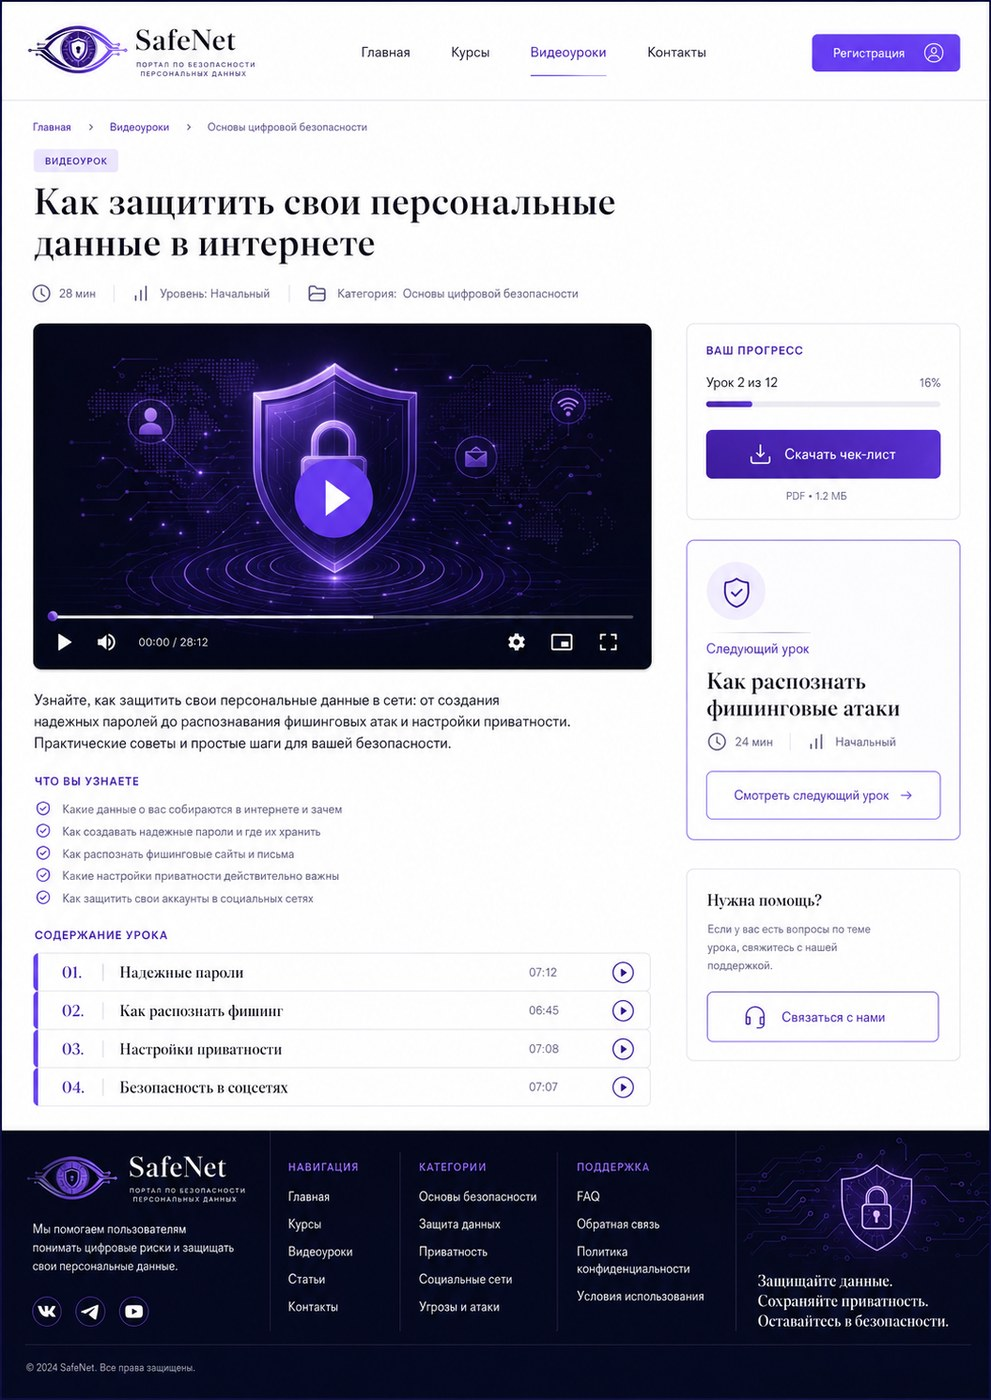 SafeNet
ПОРТАЛ ПО БЕЗОПАСНОСТИ
ПЕРСОНАЛЬНЫХ ДАННЫХ
Главная
Курсы
Видеоуроки
Контакты
Регистрация
Главная > Видеоуроки > Основы цифровой безопасности
ВИДЕОУРОК
Как защитить свои персональные
данные в интернете
28 мин
Уровень: Начальный
Категория: Основы цифровой безопасности
00:00 / 28:12
Узнайте, как защитить свои персональные данные в сети: от создания
надежных паролей до распознавания фишинговых атак и настройки приватности.
Практические советы и простые шаги для вашей безопасности.
ЧТО ВЫ УЗНАЕТЕ
Какие данные о вас собираются в интернете и зачем
Как создавать надежные пароли и где их хранить
Как распознать фишинговые сайты и письма
Какие настройки приватности действительно важны
Как защитить свои аккаунты в социальных сетях
СОДЕРЖАНИЕ УРОКА
01. Надежные пароли 07:12
02. Как распознать фишинг 06:45
03. Настройки приватности 07:08
04. Безопасность в соцсетях 07:07
ВАШ ПРОГРЕСС
Урок 2 из 12 16%
Скачать чек-лист
PDF • 1.2 МБ
Следующий урок
Как распознать
фишинговые атаки
24 мин
Начальный
Смотреть следующий урок →
Нужна помощь?
Если у вас есть вопросы по теме
урока, свяжитесь с нашей
поддержкой.
Связаться с нами
SafeNet
ПОРТАЛ ПО БЕЗОПАСНОСТИ
ПЕРСОНАЛЬНЫХ ДАННЫХ
Мы помогаем пользователям
понимать цифровые риски и защищать
свои персональные данные.
НАВИГАЦИЯ
Главная
Курсы
Видеоуроки
Статьи
Контакты
КАТЕГОРИИ
Основы безопасности
Защита данных
Приватность
Социальные сети
Угрозы и атаки
ПОДДЕРЖКА
FAQ
Обратная связь
Политика
конфиденциальности
Условия использования
Защищайте данные.
Сохраняйте приватность.
Оставайтесь в безопасности.
© 2024 SafeNet. Все права защищены.